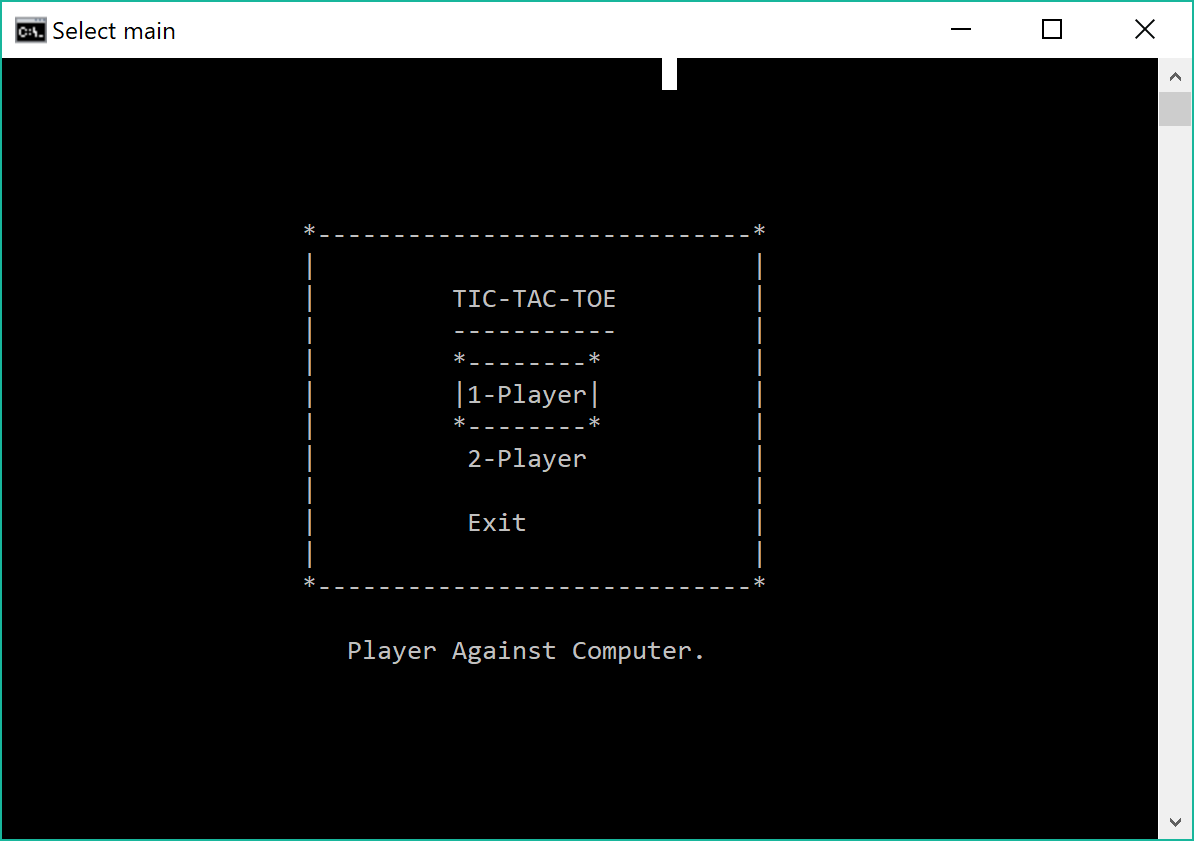 Select main
*-----------------------------*
|                             |
|         TIC-TAC-TOE         |
|         -----------         |
|         *--------*          |
|         |1-Player|          |
|         *--------*          |
|          2-Player           |
|                             |
|          Exit               |
|                             |
*-----------------------------*
Player Against Computer.